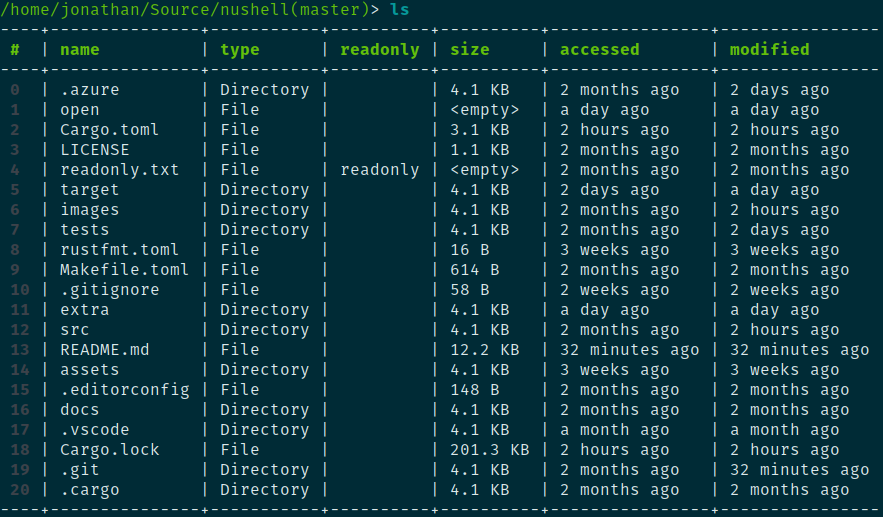 /home/jonathan/Source/nushell(master)> ls
----+---------------+-----------+----------+----------+----------------+----------------
 #  | name          | type      | readonly | size     | accessed       | modified
----+---------------+-----------+----------+----------+----------------+----------------
 0  | .azure        | Directory |          | 4.1 KB   | 2 months ago   | 2 days ago
 1  | open          | File      |          | <empty>  | a day ago      | a day ago
 2  | Cargo.toml    | File      |          | 3.1 KB   | 2 hours ago    | 2 hours ago
 3  | LICENSE       | File      |          | 1.1 KB   | 2 months ago   | 2 months ago
 4  | readonly.txt  | File      | readonly | <empty>  | 2 months ago   | 2 months ago
 5  | target        | Directory |          | 4.1 KB   | 2 days ago     | a day ago
 6  | images        | Directory |          | 4.1 KB   | 2 months ago   | 2 hours ago
 7  | tests         | Directory |          | 4.1 KB   | 2 months ago   | 2 days ago
 8  | rustfmt.toml  | File      |          | 16 B     | 3 weeks ago    | 3 weeks ago
 9  | Makefile.toml | File      |          | 614 B    | 2 months ago   | 2 months ago
 10 | .gitignore    | File      |          | 58 B     | 2 weeks ago    | 2 weeks ago
 11 | extra         | Directory |          | 4.1 KB   | a day ago      | a day ago
 12 | src           | Directory |          | 4.1 KB   | 2 months ago   | 2 hours ago
 13 | README.md     | File      |          | 12.2 KB  | 32 minutes ago | 32 minutes ago
 14 | assets        | Directory |          | 4.1 KB   | 3 weeks ago    | 3 weeks ago
 15 | .editorconfig | File      |          | 148 B    | 2 months ago   | 2 months ago
 16 | docs          | Directory |          | 4.1 KB   | 2 months ago   | 2 months ago
 17 | .vscode       | Directory |          | 4.1 KB   | a month ago    | a month ago
 18 | Cargo.lock    | File      |          | 201.3 KB | 2 hours ago    | 2 hours ago
 19 | .git          | Directory |          | 4.1 KB   | 2 months ago   | 32 minutes ago
 20 | .cargo        | Directory |          | 4.1 KB   | 2 months ago   | 2 months ago
----+---------------+-----------+----------+----------+----------------+----------------